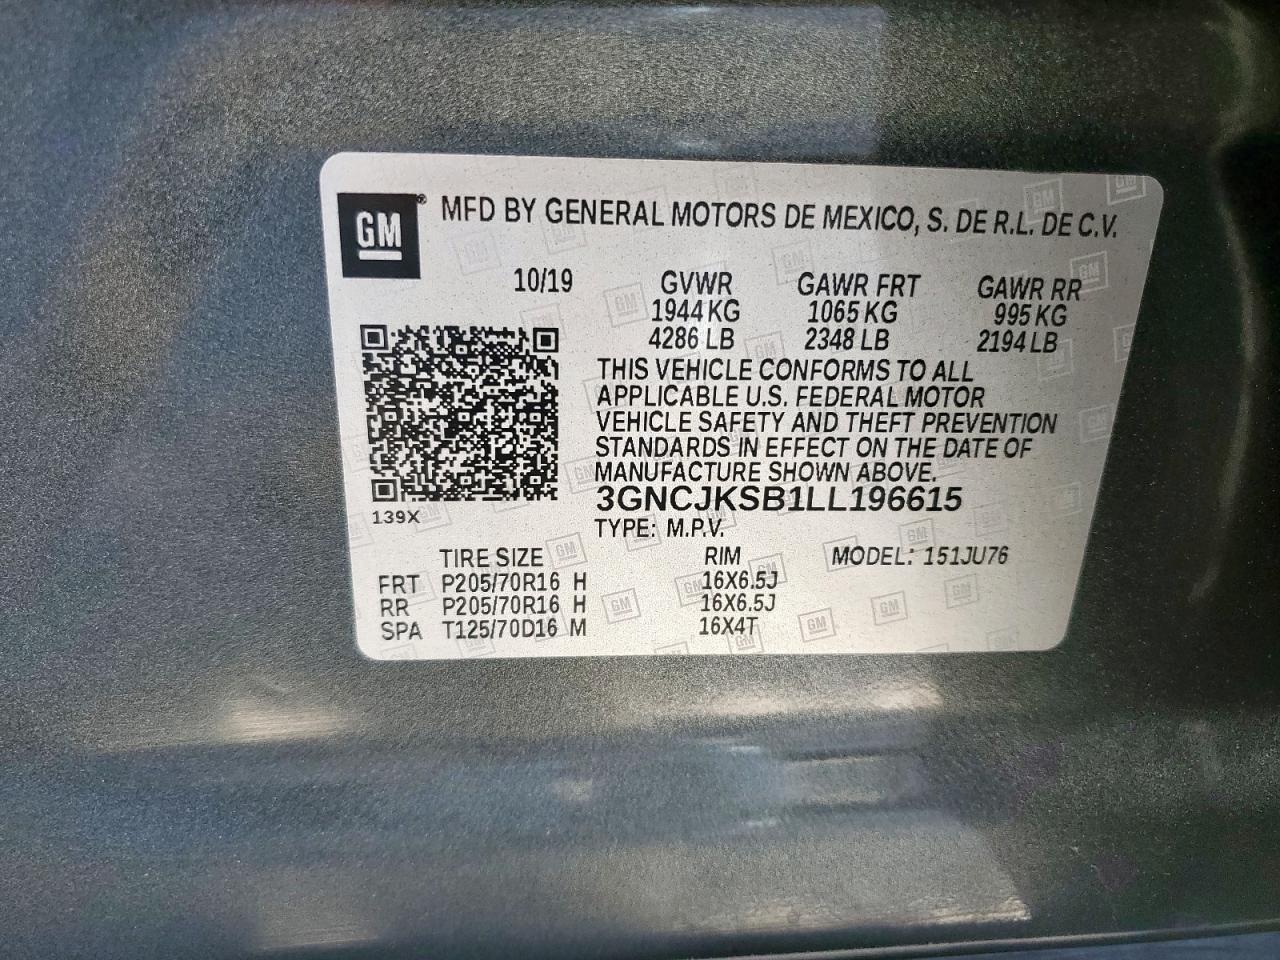 GM® MFD BY GENERAL MOTORS DE MEXICO, S. DE R.L. DE C.V.
10/19 GVWR GAWR FRT GAWR RR
1944 KG 1065 KG 995 KG
4286 LB 2348 LB 2194 LB
THIS VEHICLE CONFORMS TO ALL
APPLICABLE U.S. FEDERAL MOTOR
VEHICLE SAFETY AND THEFT PREVENTION
STANDARDS IN EFFECT ON THE DATE OF
MANUFACTURE SHOWN ABOVE.
3GNCJKSB1LL196615
139X
TYPE: M.P.V.
TIRE SIZE RIM MODEL: 151JU76
FRT P205/70R16 H 16X6.5J
RR P205/70R16 H 16X6.5J
SPA T125/70D16 M 16X4T